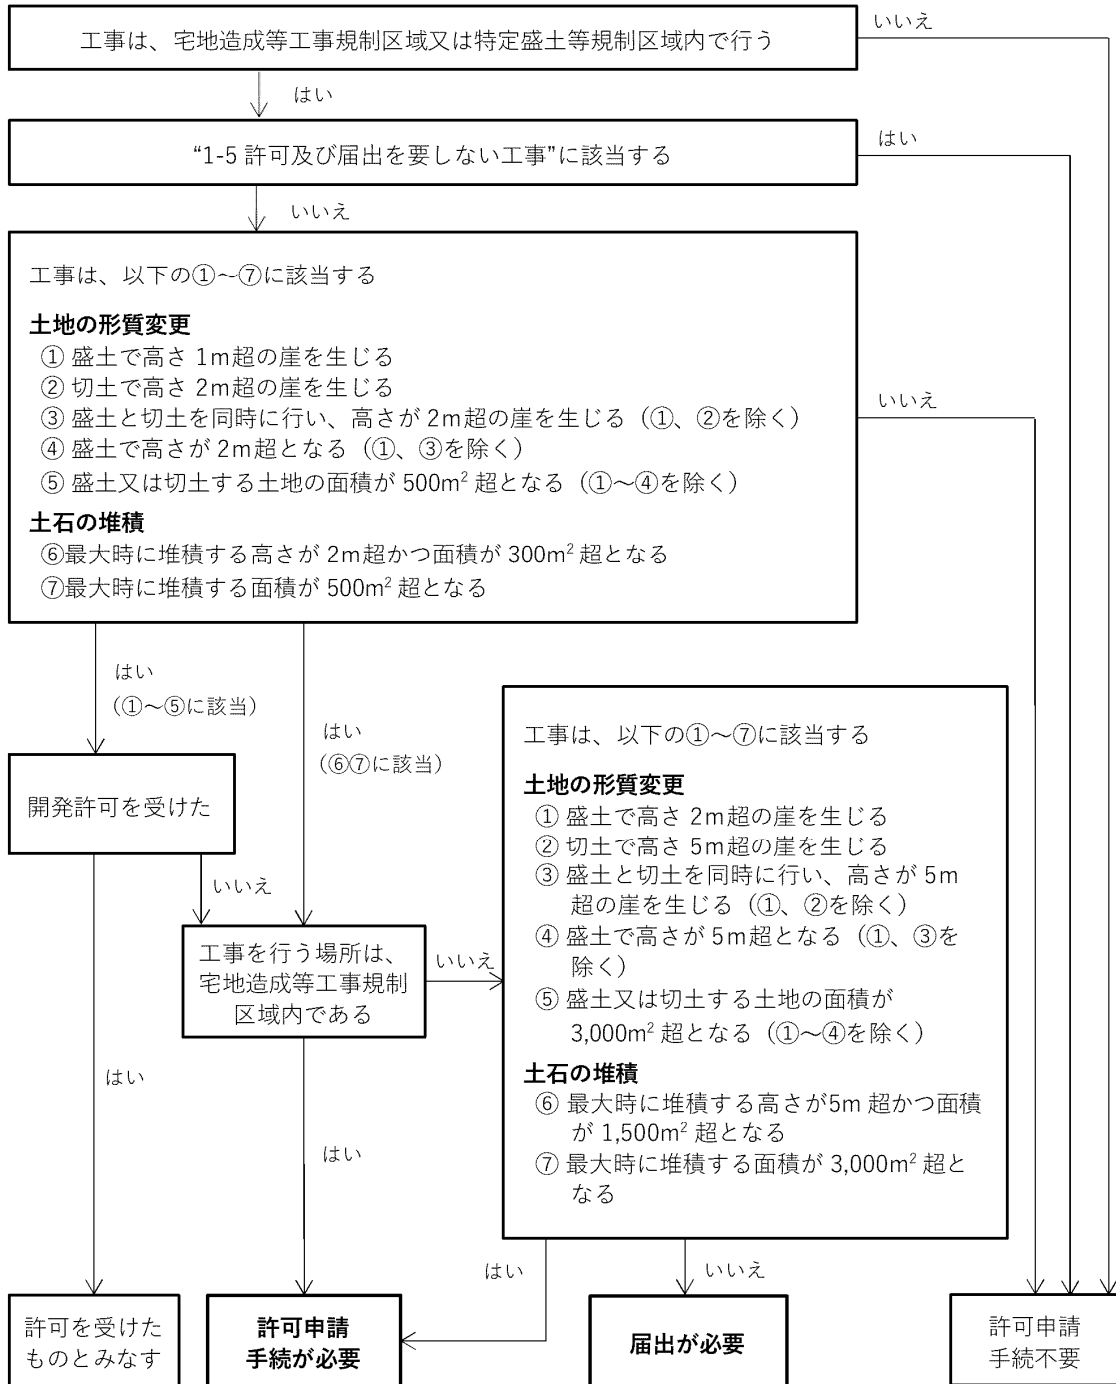 工事は、宅地造成等工事規制区域又は特定盛土等規制区域内で行う
いいえ
はい
“1-5 許可及び届出を要しない工事”に該当する
はい
いいえ
工事は、以下の①～⑦に該当する
土地の形質変更
① 盛土で高さ 1m超の崖を生じる
② 切土で高さ 2m超の崖を生じる
③ 盛土と切土を同時に行い、高さが 2m超の崖を生じる（①、②を除く）
④ 盛土で高さが 2m超となる（①、③を除く）
⑤ 盛土又は切土する土地の面積が 500m² 超となる（①～④を除く）
土石の堆積
⑥最大時に堆積する高さが 2m超かつ面積が 300m² 超となる
⑦最大時に堆積する面積が 500m² 超となる
いいえ
はい
（①～⑤に該当）
はい
（⑥⑦に該当）
開発許可を受けた
いいえ
はい
工事を行う場所は、
宅地造成等工事規制
区域内である
いいえ
はい
工事は、以下の①～⑦に該当する
土地の形質変更
① 盛土で高さ 2m超の崖を生じる
② 切土で高さ 5m超の崖を生じる
③ 盛土と切土を同時に行い、高さが 5m
超の崖を生じる（①、②を除く）
④ 盛土で高さが 5m超となる（①、③を
除く）
⑤ 盛土又は切土する土地の面積が
3,000m² 超となる（①～④を除く）
土石の堆積
⑥ 最大時に堆積する高さが5m 超かつ面積
が 1,500m² 超となる
⑦ 最大時に堆積する面積が 3,000m² 超と
なる
はい
いいえ
許可を受けた
ものとみなす
許可申請
手続が必要
届出が必要
許可申請
手続不要